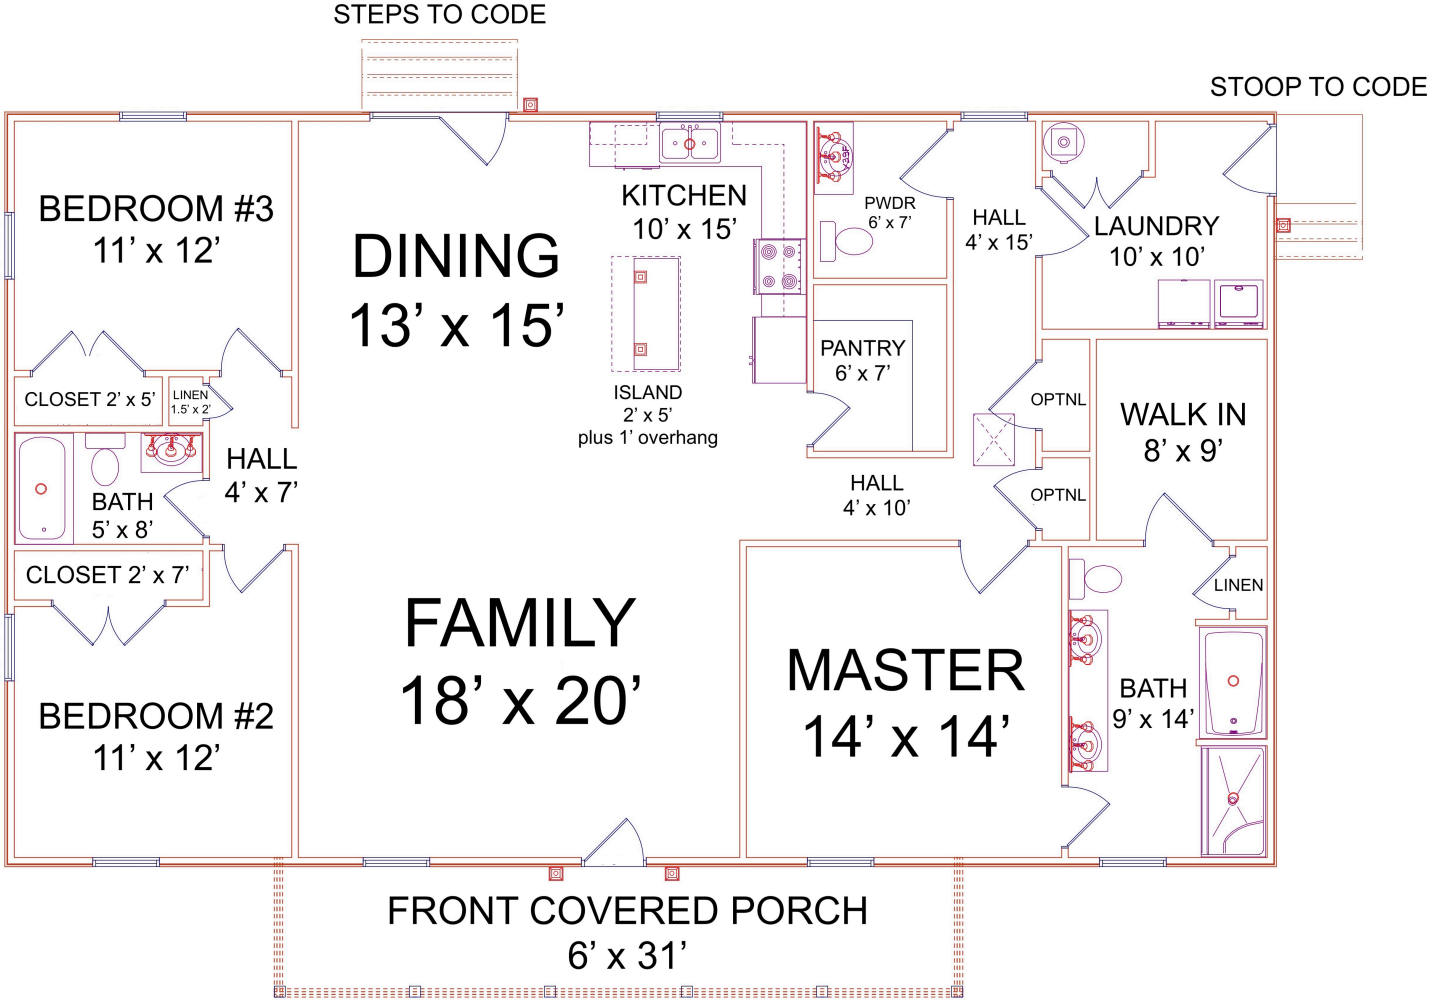 STEPS TO CODE
STOOP TO CODE
BEDROOM #3
11’ x 12’
DINING
13’ x 15’
KITCHEN
10’ x 15’
PWDR
6’ x 7’
HALL
4’ x 15’
LAUNDRY
10’ x 10’
ISLAND
2’ x 5’
plus 1’ overhang
PANTRY
6’ x 7’
CLOSET 2’ x 5’
LINEN
1.5’ x 2’
OPTNL
WALK IN
8’ x 9’
HALL
4’ x 7’
BATH
5’ x 8’
HALL
4’ x 10’
OPTNL
CLOSET 2’ x 7’
LINEN
FAMILY
18’ x 20’
MASTER
14’ x 14’
BATH
9’ x 14’
BEDROOM #2
11’ x 12’
FRONT COVERED PORCH
6’ x 31’